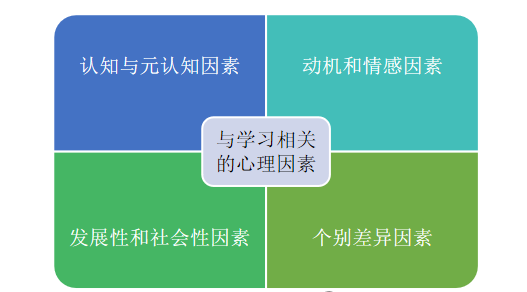 认知与元认知因素
动机和情感因素
与学习相关
的心理因素
发展性和社会性因素
个别差异因素